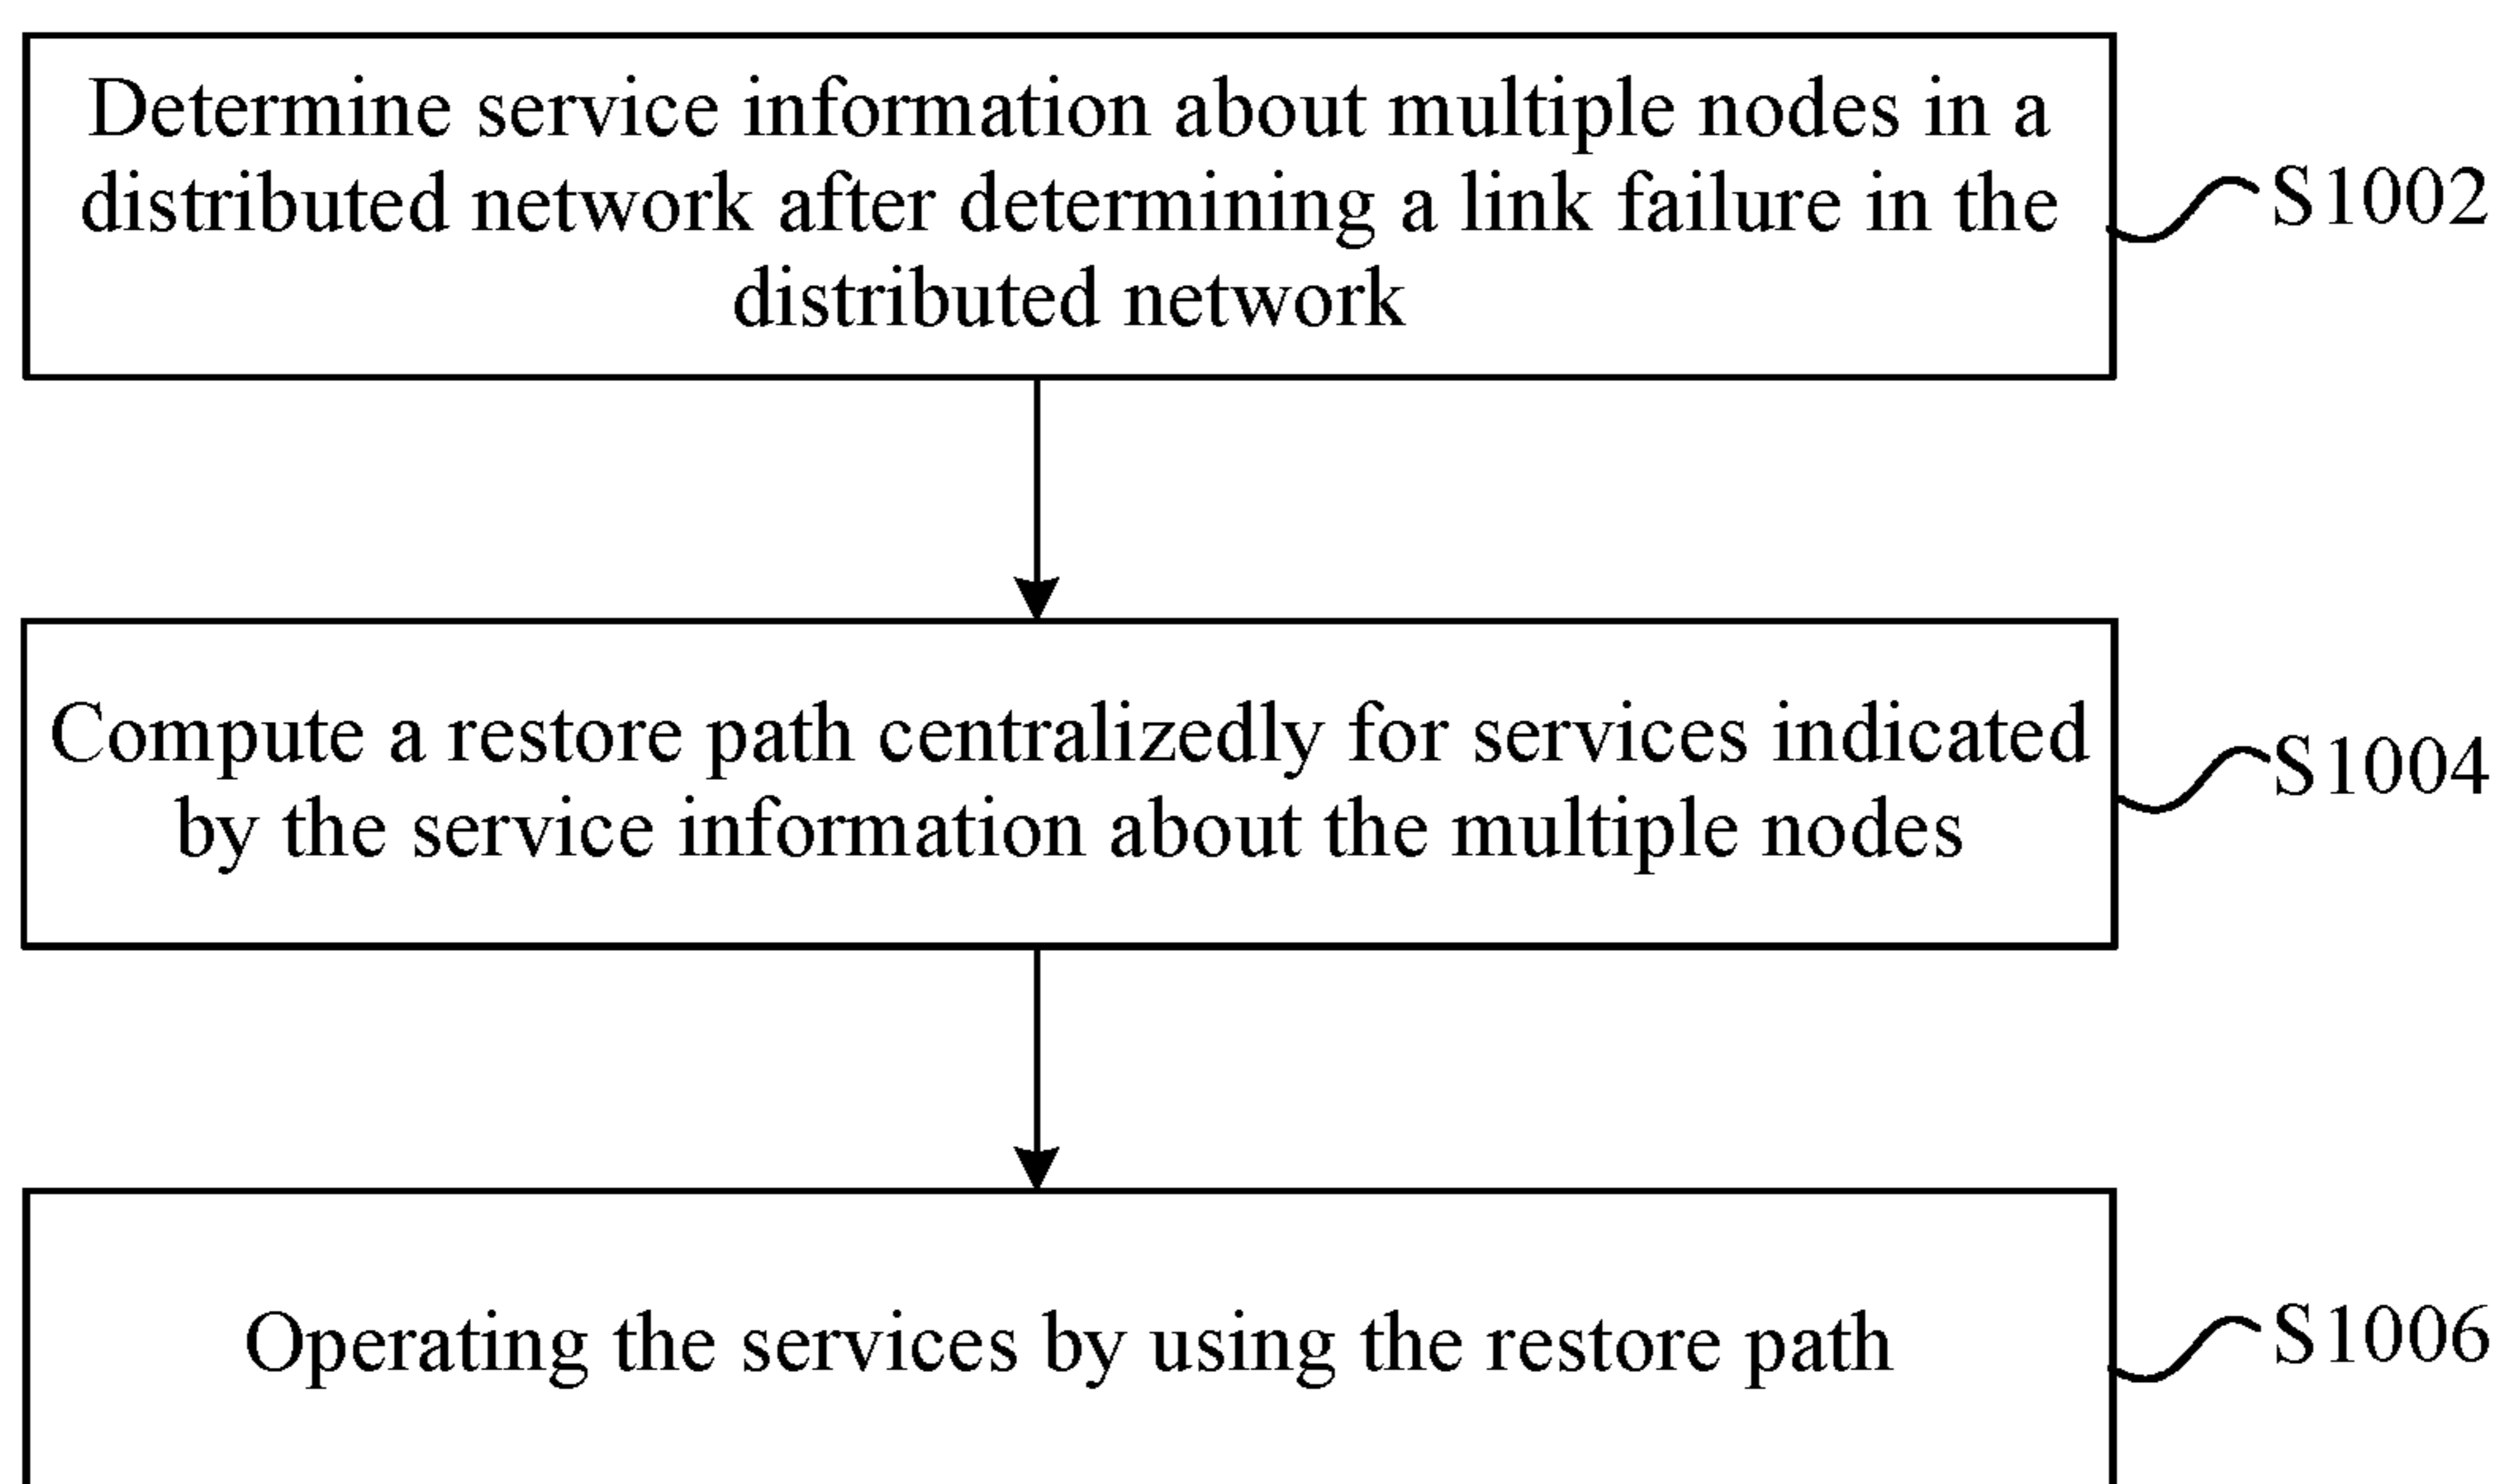 Determine service information about multiple nodes in a
distributed network after determining a link failure in the
distributed network
S1002
Compute a restore path centralizedly for services indicated
by the service information about the multiple nodes
S1004
Operating the services by using the restore path
S1006